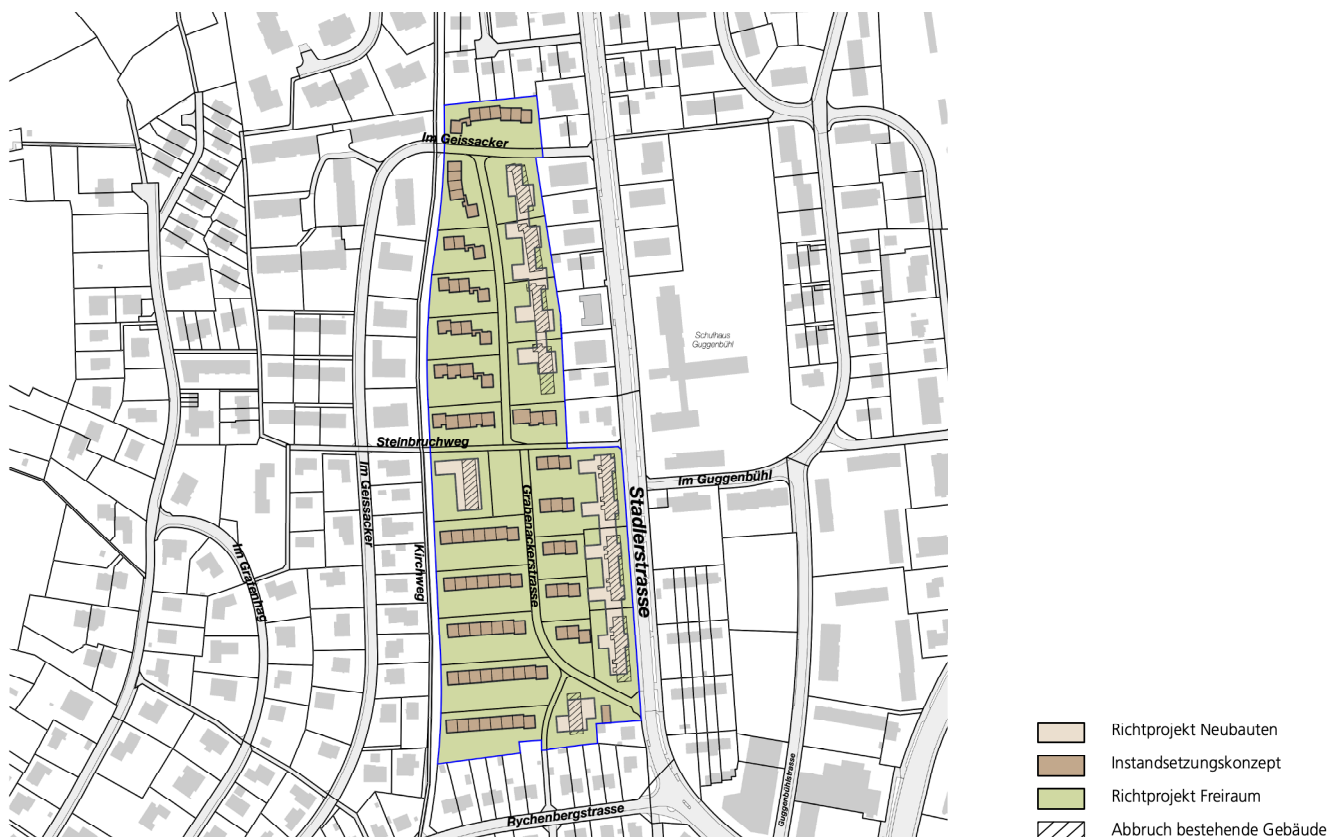 Im Geissacker
Schulhaus
Guggenbühl
Steinbruchweg
Im Geissacker
Kirchweg
Grabenackerstrasse
Stadlerstrasse
Im Guggenbühl
Im Grafenhag
Rychenbergstrasse
Guggenbühlstrasse
Richtprojekt Neubauten
Instandsetzungskonzept
Richtprojekt Freiraum
Abbruch bestehende Gebäude